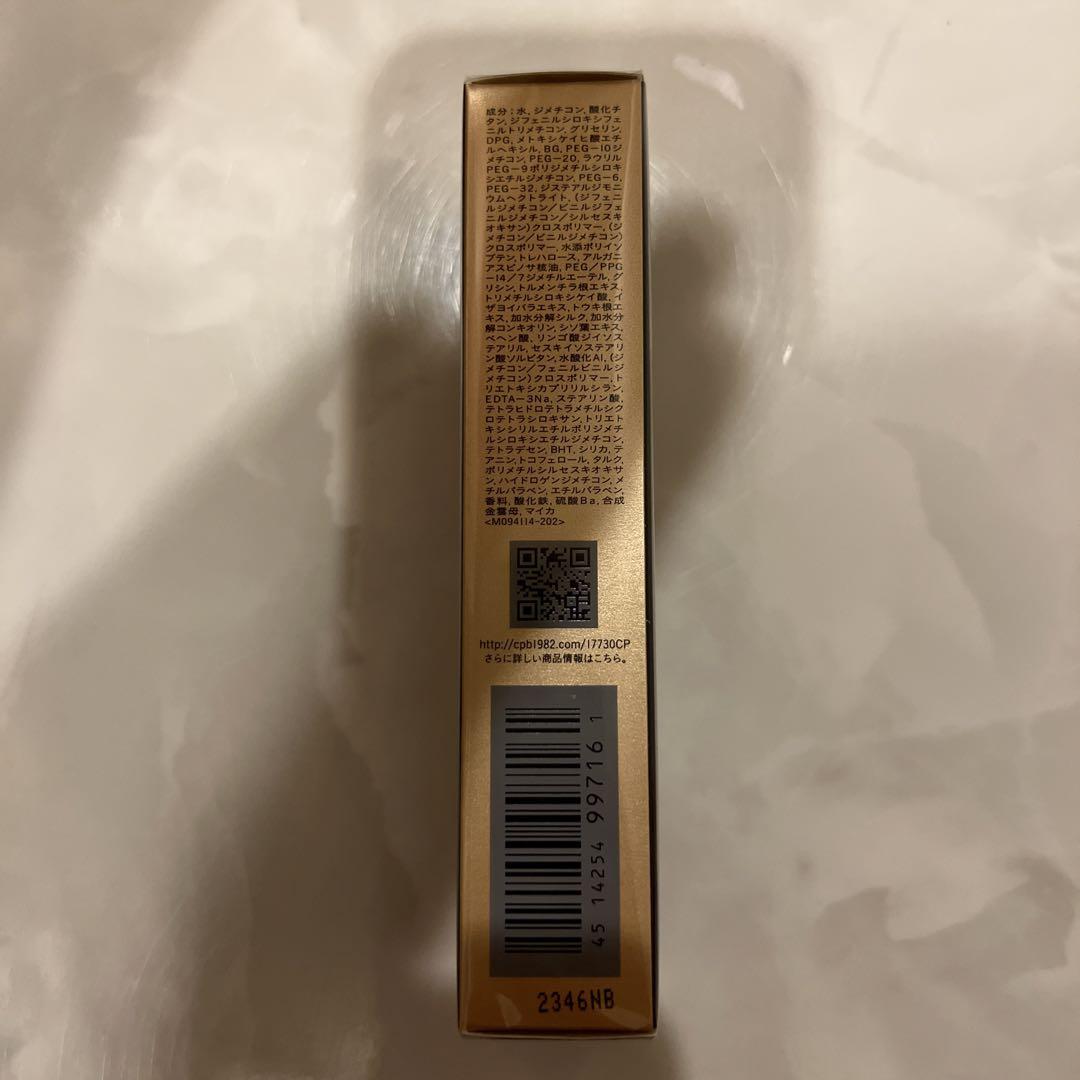 成分:水, ジメチコン, 酸化チ
タン, ジフェニルシロキシフェ
ニルトリメチコン, グリセリン,
DPG, メトキシケイヒ酸エチ
ルヘキシル, BG, PEG-10ジ
メチコン, PEG-20, ラウリル
PEG-9ポリジメチルシロキ
シエチルジメチコン, PEG-6,
PEG-32, ジステアルジモニ
ウムヘクトライト, (ジフェニ
ルジメチコン/ビニルジフェ
ニルジメチコン/シルセスキ
オキサン)クロスポリマー, (ジ
メチコン/ビニルジメチコン)
クロスポリマー, 水添ポリイソ
ブテン, トレハロース, アルガニ
アスピノサ核油, PEG/PPG
-14/7ジメチルエーテル, グ
リシン, トルメンチラ根エキス,
トリメチルシロキシケイ酸, イ
ザヨイバラエキス, トウキ根エ
キス, 加水分解シルク, 加水分
解コンキオリン, シソ葉エキス,
ベヘン酸, リンゴ酸ジイソス
テアリル, セスキイソステアリ
ン酸ソルビタン, 水酸化Al, (ジ
メチコン/フェニルビニルジ
メチコン)クロスポリマー, ト
リエトキシカプリリルシラン,
EDTA-3Na, ステアリン酸,
テトラヒドロテトラメチルシク
ロテトラシロキサン, トリエト
キシシリルエチルポリジメチ
ルシロキシエチルジメチコン,
テトラデセン, BHT, シリカ, テ
アニン, トコフェロール, タルク,
ポリメチルシルセスキオキサ
ン, ハイドロゲンジメチコン, メ
チルパラベン, エチルパラベン,
香料, 酸化鉄, 硫酸Ba, 合成
金雲母, マイカ
<M094114-202>
http://cpb1982.com/17730CP
さらに詳しい商品情報はこちら。
45 14254 99716 1
2346NB